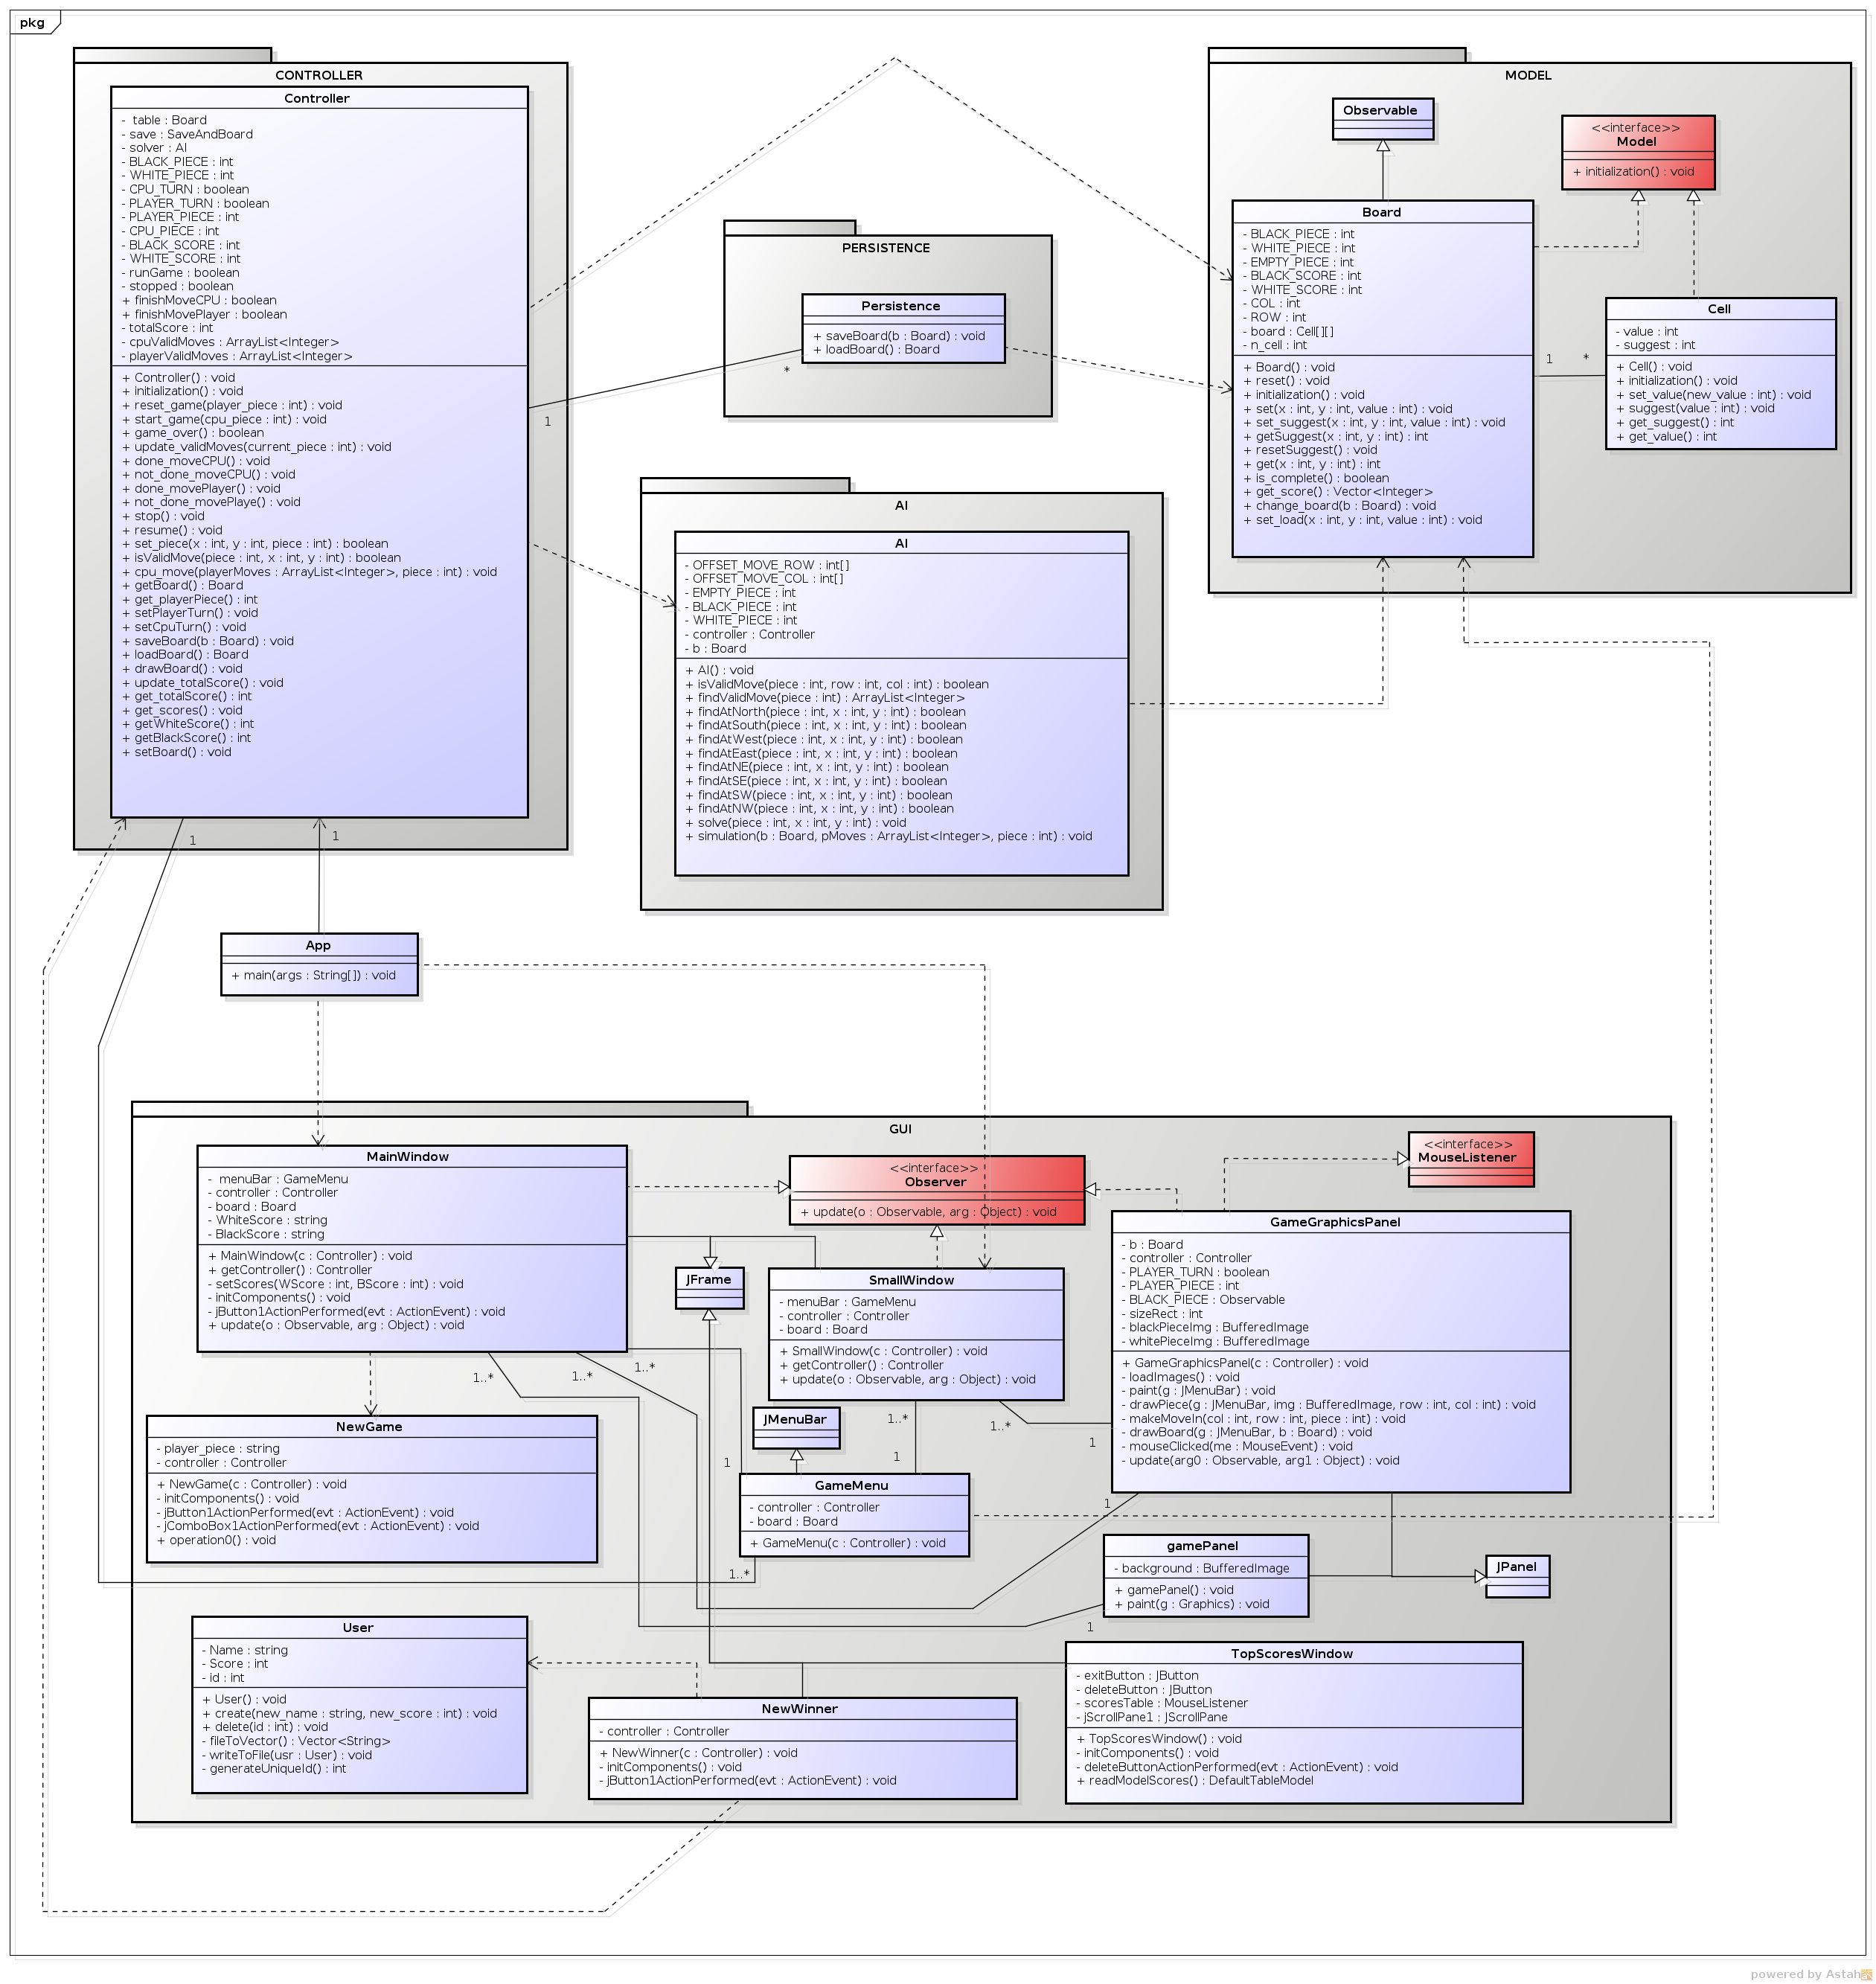 pkg
CONTROLLER
Controller
- table : Board
- save : SaveAndBoard
- solver : AI
- BLACK_PIECE : int
- WHITE_PIECE : int
- CPU_TURN : boolean
- PLAYER_TURN : boolean
- PLAYER_PIECE : int
- CPU_PIECE : int
- BLACK_SCORE : int
- WHITE_SCORE : int
- runGame : boolean
- stopped : boolean
+ finishMoveCPU : boolean
+ finishMovePlayer : boolean
- totalScore : int
- cpuValidMoves : ArrayList<Integer>
- playerValidMoves : ArrayList<Integer>
+ Controller() : void
+ initialization() : void
+ reset_game(player_piece : int) : void
+ start_game(cpu_piece : int) : void
+ game_over() : boolean
+ update_validMoves(current_piece : int) : void
+ done_moveCPU() : void
+ not_done_moveCPU() : void
+ done_movePlayer() : void
+ not_done_movePlaye() : void
+ stop() : void
+ resume() : void
+ set_piece(x : int, y : int, piece : int) : boolean
+ isValidMove(piece : int, x : int, y : int) : boolean
+ cpu_move(playerMoves : ArrayList<Integer>, piece : int) : void
+ getBoard() : Board
+ get_playerPiece() : int
+ setPlayerTurn() : void
+ setCpuTurn() : void
+ saveBoard(b : Board) : void
+ loadBoard() : Board
+ drawBoard() : void
+ update_totalScore() : void
+ get_totalScore() : int
+ get_scores() : void
+ getWhiteScore() : int
+ getBlackScore() : int
+ setBoard() : void
1
1
1
PERSISTENCE
Persistence
+ saveBoard(b : Board) : void
+ loadBoard() : Board
*
MODEL
Observable
<<interface>>
Model
+ initialization() : void
Board
- BLACK_PIECE : int
- WHITE_PIECE : int
- EMPTY_PIECE : int
- BLACK_SCORE : int
- WHITE_SCORE : int
- COL : int
- ROW : int
- board : Cell[][]
- n_cell : int
+ Board() : void
+ reset() : void
+ initialization() : void
+ set(x : int, y : int, value : int) : void
+ set_suggest(x : int, y : int, value : int) : void
+ getSuggest(x : int, y : int) : int
+ resetSuggest() : void
+ get(x : int, y : int) : int
+ is_complete() : boolean
+ get_score() : Vector<Integer>
+ change_board(b : Board) : void
+ set_load(x : int, y : int, value : int) : void
1
*
Cell
- value : int
- suggest : int
+ Cell() : void
+ initialization() : void
+ set_value(new_value : int) : void
+ suggest(value : int) : void
+ get_suggest() : int
+ get_value() : int
AI
AI
- OFFSET_MOVE_ROW : int[]
- OFFSET_MOVE_COL : int[]
- EMPTY_PIECE : int
- BLACK_PIECE : int
- WHITE_PIECE : int
- controller : Controller
- b : Board
+ AI() : void
+ isValidMove(piece : int, row : int, col : int) : boolean
+ findValidMove(piece : int) : ArrayList<Integer>
+ findAtNorth(piece : int, x : int, y : int) : boolean
+ findAtSouth(piece : int, x : int, y : int) : boolean
+ findAtWest(piece : int, x : int, y : int) : boolean
+ findAtEast(piece : int, x : int, y : int) : boolean
+ findAtNE(piece : int, x : int, y : int) : boolean
+ findAtSE(piece : int, x : int, y : int) : boolean
+ findAtSW(piece : int, x : int, y : int) : boolean
+ findAtNW(piece : int, x : int, y : int) : boolean
+ solve(piece : int, x : int, y : int) : void
+ simulation(b : Board, pMoves : ArrayList<Integer>, piece : int) : void
App
+ main(args : String[]) : void
GUI
MainWindow
- menuBar : GameMenu
- controller : Controller
- board : Board
- WhiteScore : string
- BlackScore : string
+ MainWindow(c : Controller) : void
+ getController() : Controller
- setScores(WScore : int, BScore : int) : void
- initComponents() : void
- jButton1ActionPerformed(evt : ActionEvent) : void
+ update(o : Observable, arg : Object) : void
1..*
1..*
1..*
<<interface>>
Observer
+ update(o : Observable, arg : Object) : void
<<interface>>
MouseListener
JFrame
SmallWindow
- menuBar : GameMenu
- controller : Controller
- board : Board
+ SmallWindow(c : Controller) : void
+ getController() : Controller
+ update(o : Observable, arg : Object) : void
1..*
1..*
1
1
1
GameGraphicsPanel
- b : Board
- controller : Controller
- PLAYER_TURN : boolean
- PLAYER_PIECE : int
- BLACK_PIECE : Observable
- sizeRect : int
- blackPieceImg : BufferedImage
- whitePieceImg : BufferedImage
+ GameGraphicsPanel(c : Controller) : void
- loadImages() : void
- paint(g : JMenuBar) : void
- drawPiece(g : JMenuBar, img : BufferedImage, row : int, col : int) : void
- makeMoveIn(col : int, row : int, piece : int) : void
- drawBoard(g : JMenuBar, b : Board) : void
- mouseClicked(me : MouseEvent) : void
- update(arg0 : Observable, arg1 : Object) : void
1
JMenuBar
NewGame
- player_piece : string
- controller : Controller
+ NewGame(c : Controller) : void
- initComponents() : void
- jButton1ActionPerformed(evt : ActionEvent) : void
- jComboBox1ActionPerformed(evt : ActionEvent) : void
+ operation0() : void
GameMenu
- controller : Controller
- board : Board
+ GameMenu(c : Controller) : void
1..*
gamePanel
- background : BufferedImage
+ gamePanel() : void
+ paint(g : Graphics) : void
1
JPanel
User
- Name : string
- Score : int
- id : int
+ User() : void
+ create(new_name : string, new_score : int) : void
+ delete(id : int) : void
- fileToVector() : Vector<String>
- writeToFile(usr : User) : void
- generateUniqueId() : int
NewWinner
- controller : Controller
+ NewWinner(c : Controller) : void
- initComponents() : void
- jButton1ActionPerformed(evt : ActionEvent) : void
TopScoresWindow
- exitButton : JButton
- deleteButton : JButton
- scoresTable : MouseListener
- jScrollPane1 : JScrollPane
+ TopScoresWindow() : void
- initComponents() : void
- deleteButtonActionPerformed(evt : ActionEvent) : void
+ readModelScores() : DefaultTableModel
powered by Astah